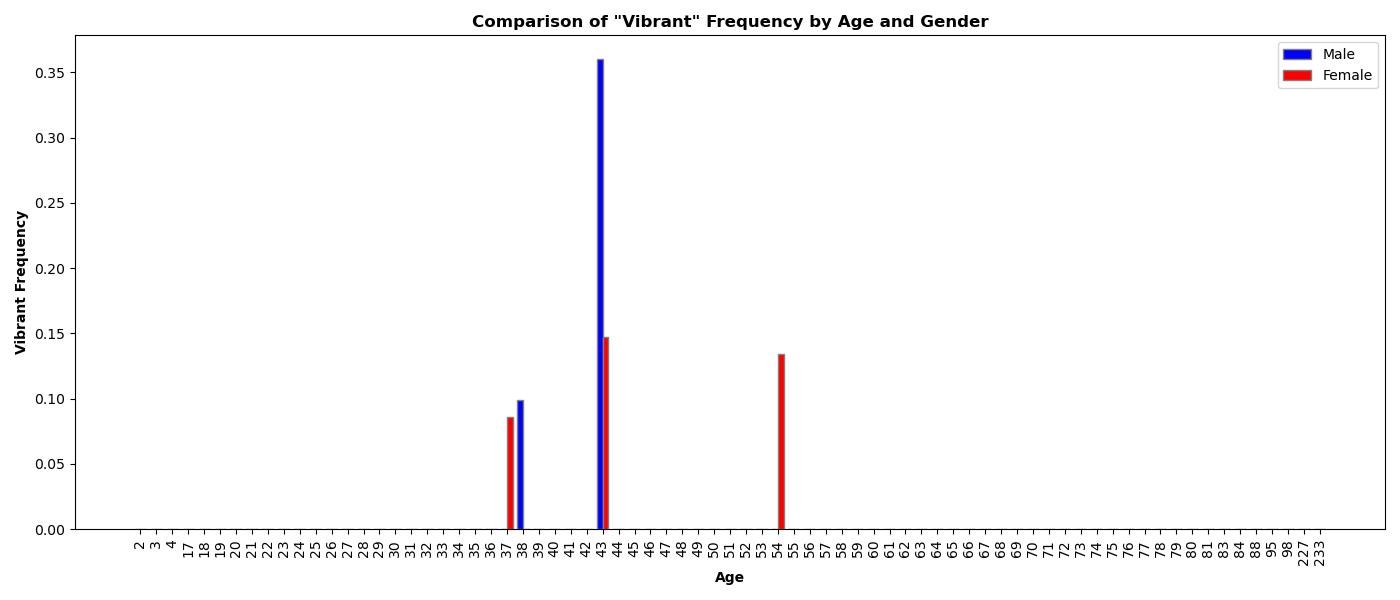 Comparison of "Vibrant" Frequency by Age and Gender
Male
Female
Vibrant Frequency
0.35
0.30
0.25
0.20
0.15
0.10
0.05
0.00
2 3 4 17 18 19 20 21 22 23 24 25 26 27 28 29 30 31 32 33 34 35 36 37 38 39 40 41 42 43 44 45 46 47 48 49 50 51 52 53 54 55 56 57 58 59 60 61 62 63 64 65 66 67 68 69 70 71 72 73 74 75 76 77 78 79 80 81 83 84 88 95 98 227 233
Age